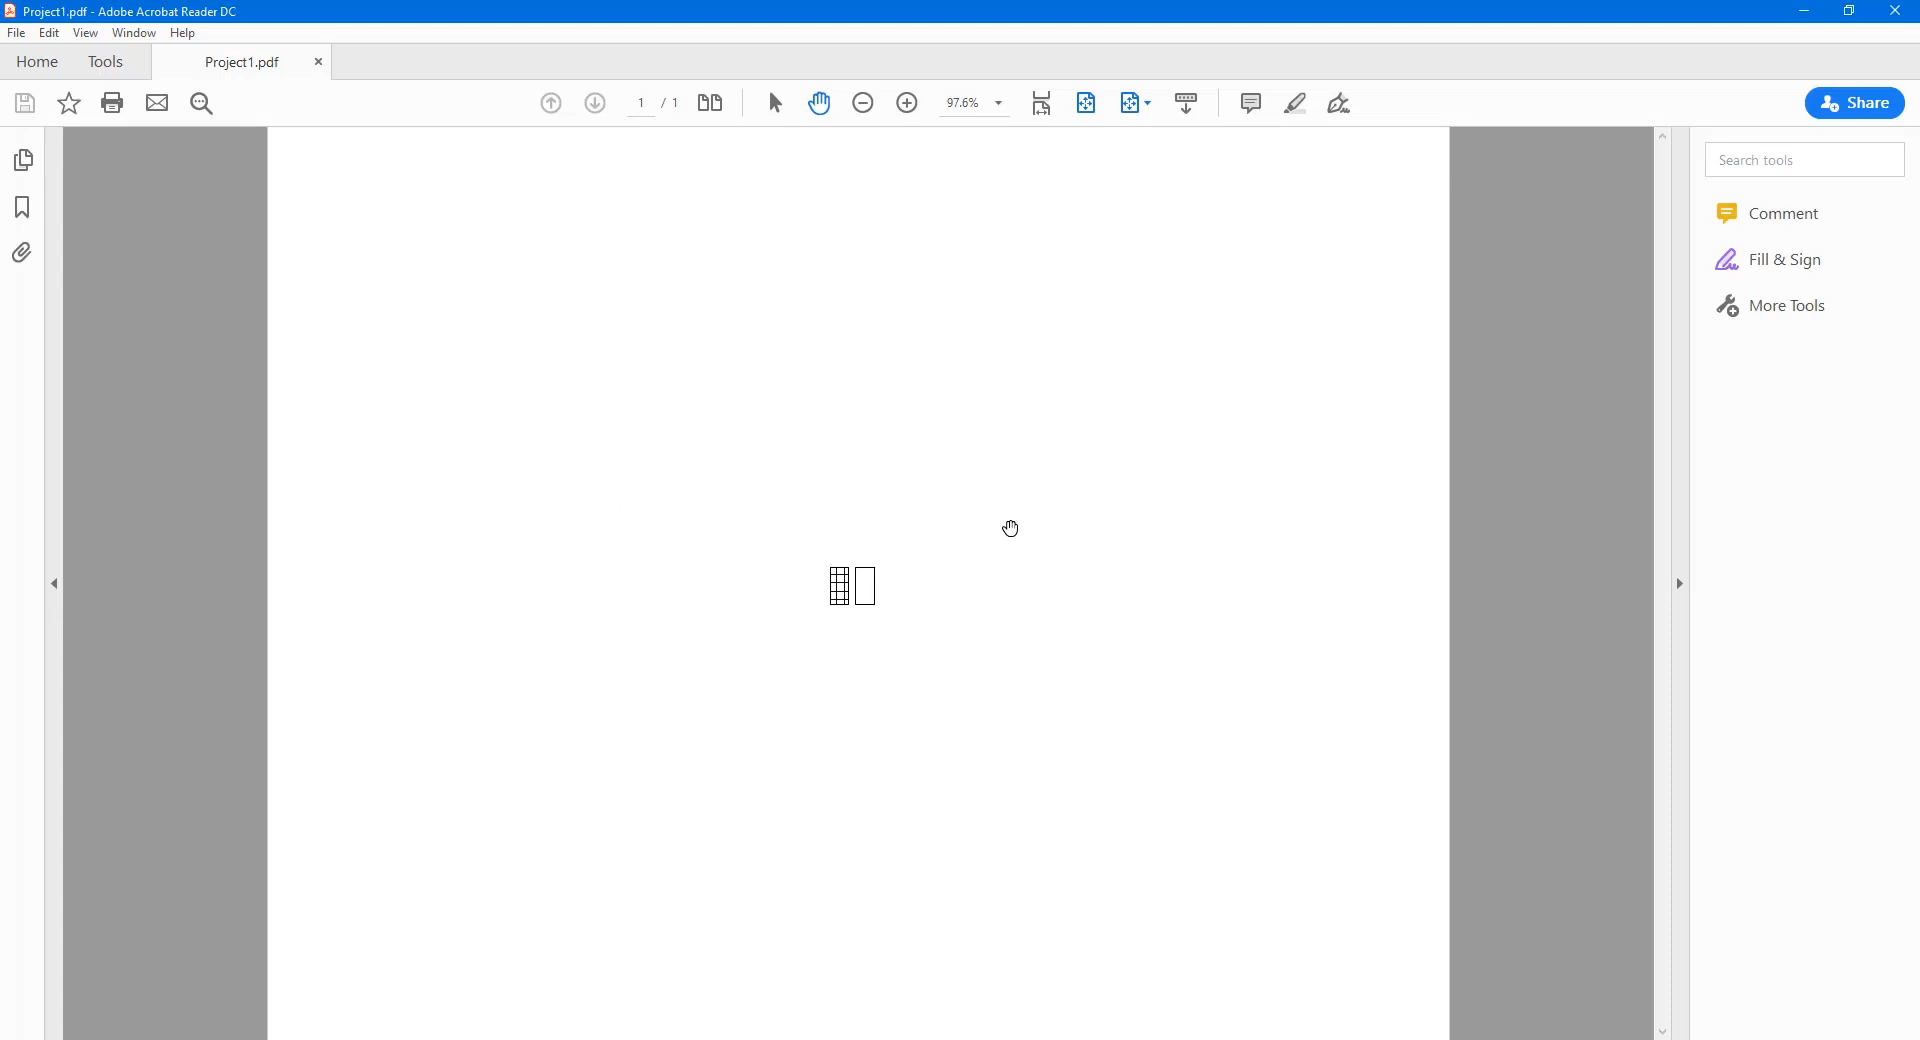 Project1.pdf - Adobe Acrobat Reader DC
File Edit View Window Help
Home Tools Project1.pdf
1 / 1 97.6% Share
Search tools
Comment
Fill & Sign
More Tools